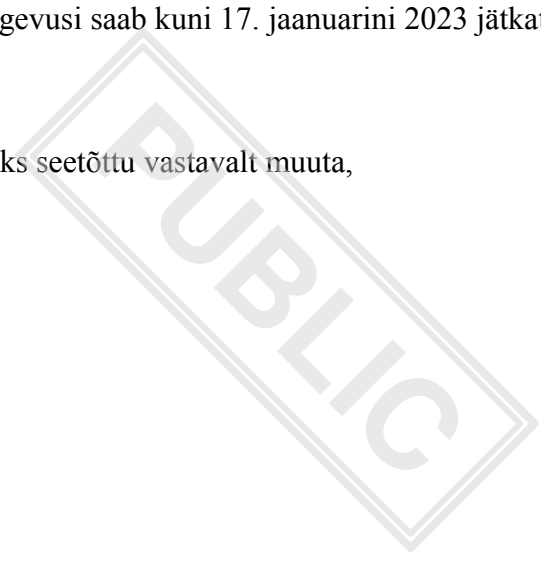 gevusi saab kuni 17. jaanuarini 2023 jätkat
ks seetõttu vastavalt muuta,
PUBLIC